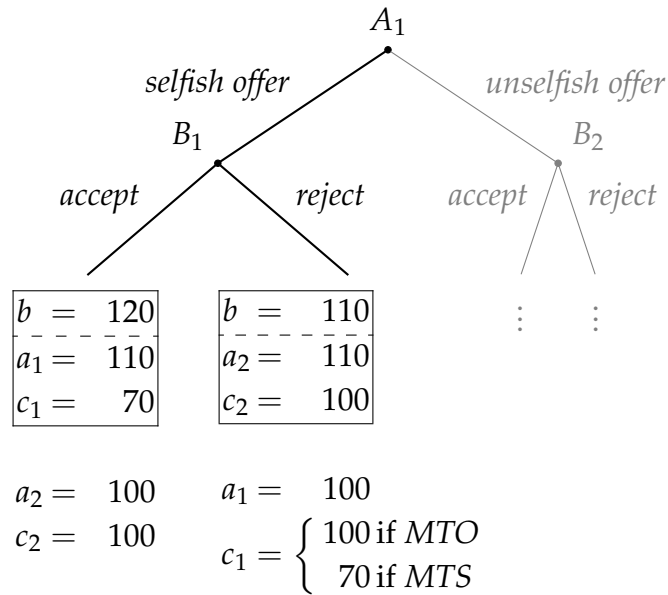 A₁
selfish offer unselfish offer
B₁ B₂
accept reject accept reject
b = 120 b = 110 ⋮ ⋮
a₁ = 110 a₂ = 110
c₁ = 70 c₂ = 100
a₂ = 100 a₁ = 100
c₂ = 100 c₁ = { 100 if MTO
70 if MTS